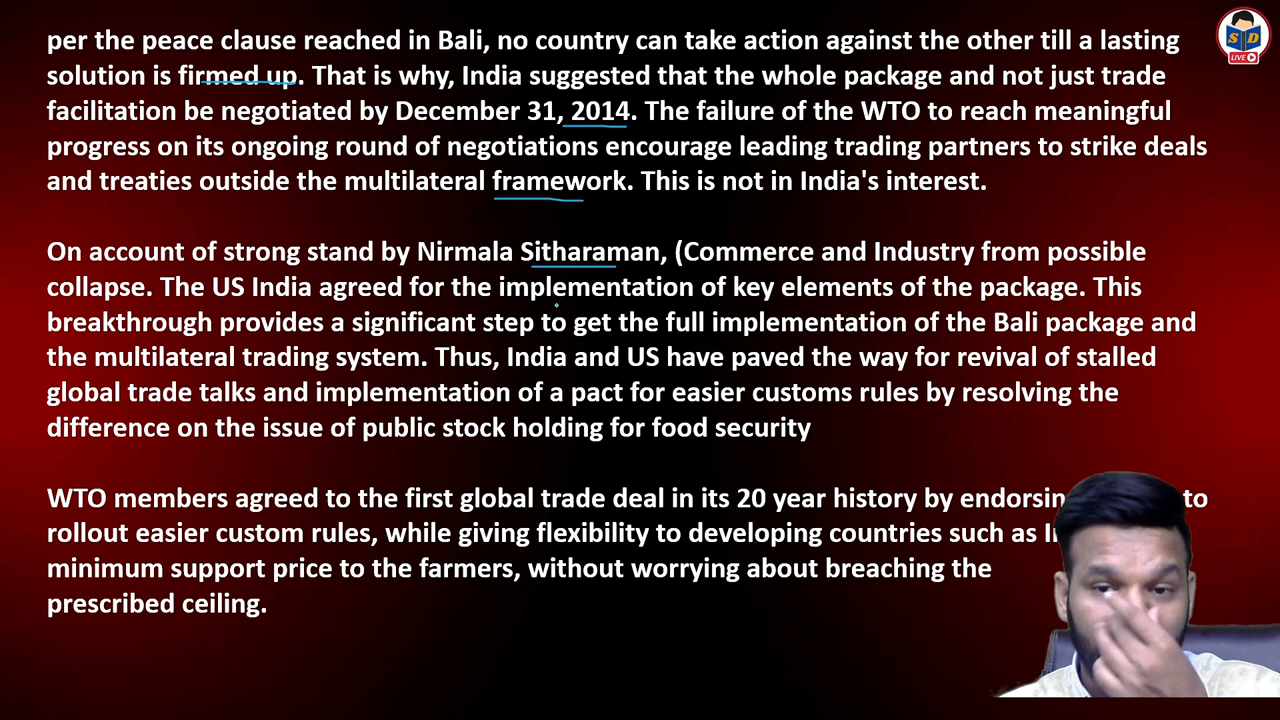 per the peace clause reached in Bali, no country can take action against the other till a lasting
solution is firmed up. That is why, India suggested that the whole package and not just trade
facilitation be negotiated by December 31, 2014. The failure of the WTO to reach meaningful
progress on its ongoing round of negotiations encourage leading trading partners to strike deals
and treaties outside the multilateral framework. This is not in India's interest.
On account of strong stand by Nirmala Sitharaman, (Commerce and Industry from possible
collapse. The US India agreed for the implementation of key elements of the package. This
breakthrough provides a significant step to get the full implementation of the Bali package and
the multilateral trading system. Thus, India and US have paved the way for revival of stalled
global trade talks and implementation of a pact for easier customs rules by resolving the
difference on the issue of public stock holding for food security
WTO members agreed to the first global trade deal in its 20 year history by to
rollout easier custom rules, while giving flexibility to developing countries such as
minimum support price to the farmers, without worrying about breaching the
prescribed ceiling.
S D
LIVE